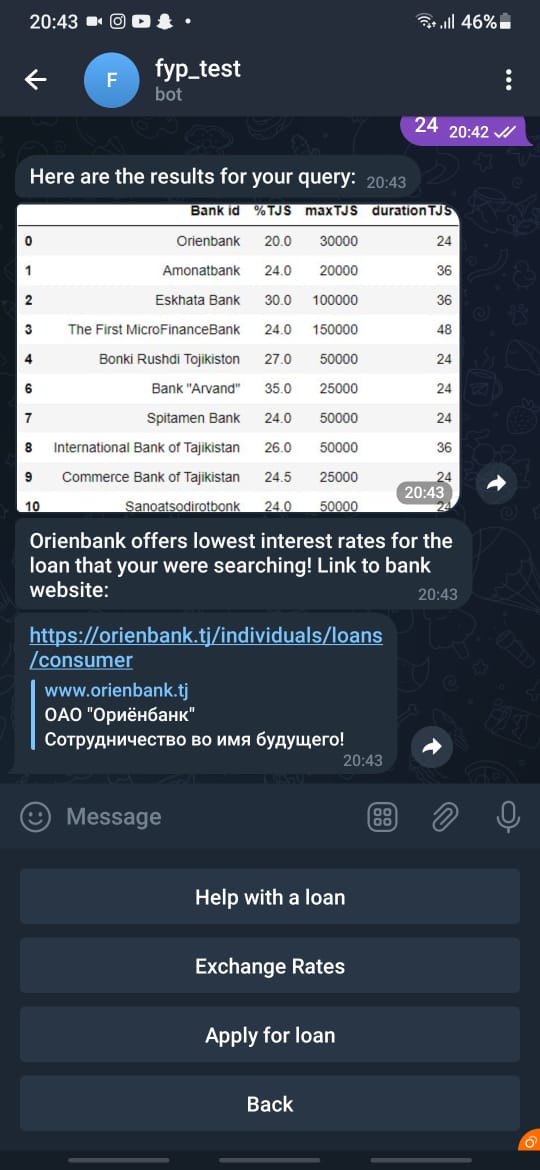 20:43 46%
fyp_test
bot
F
24 20:42
Here are the results for your query: 20:43
Bank id %TJS maxTJS durationTJS
0 Orienbank 20.0 30000 24
1 Amonatbank 24.0 20000 36
2 Eskhata Bank 30.0 100000 36
3 The First MicroFinanceBank 24.0 150000 48
4 Bonki Rushdi Tojikiston 27.0 50000 24
6 Bank "Arvand" 35.0 25000 24
7 Spitamen Bank 24.0 50000 24
8 International Bank of Tajikistan 26.0 50000 36
9 Commerce Bank of Tajikistan 24.5 25000 24
20:43
10 Sanoatsodirotbonk 24.0 50000 24
Orienbank offers lowest interest rates for the
loan that your were searching! Link to bank
website: 20:43
https://orienbank.tj/individuals/loans
/consumer
www.orienbank.tj
ОАО "Ориёнбанк"
Сотрудничество во имя будущего!
20:43
Message
Help with a loan
Exchange Rates
Apply for loan
Back